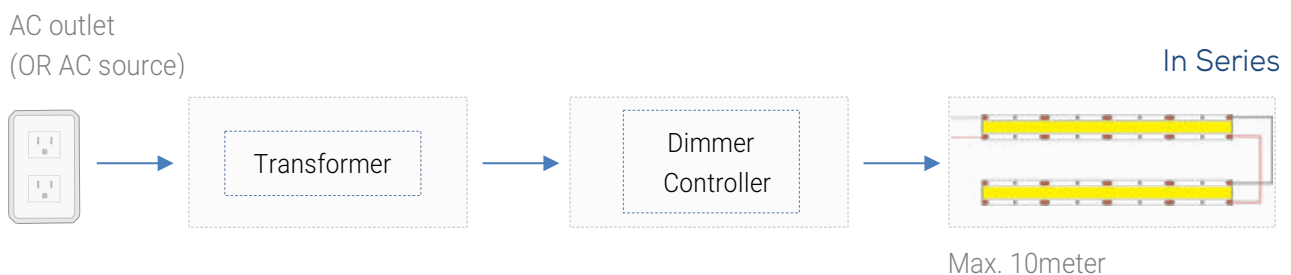 AC outlet
(OR AC source)
In Series
Transformer
Dimmer
Controller
Max. 10meter